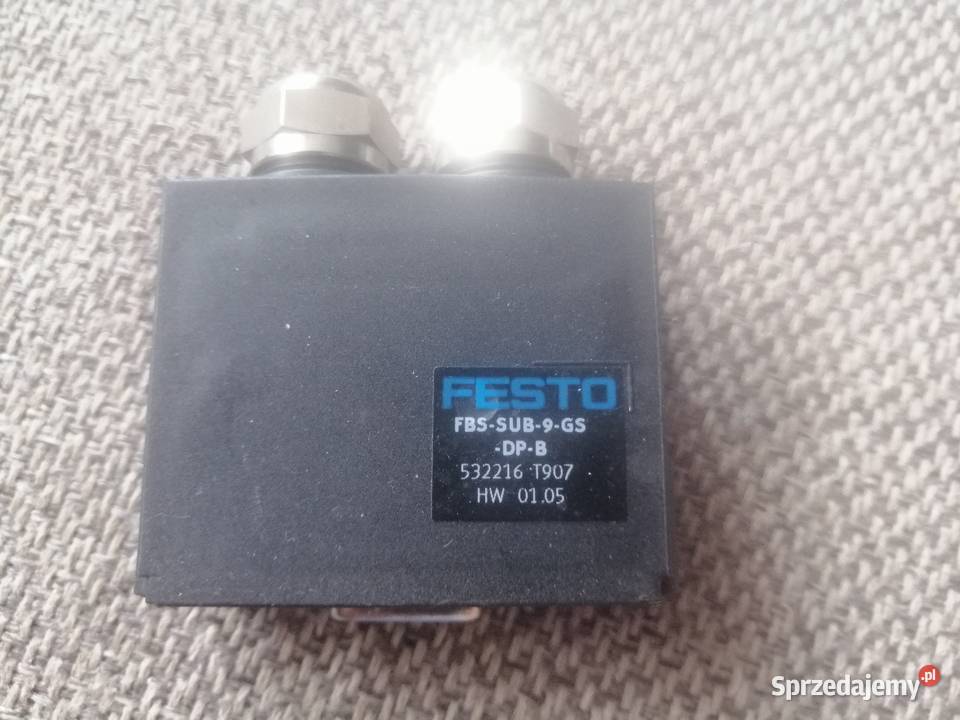 FESTO
FBS-SUB-9-GS
-DP-B
532216 T907
HW 01.05
Sprzedajemy.pl